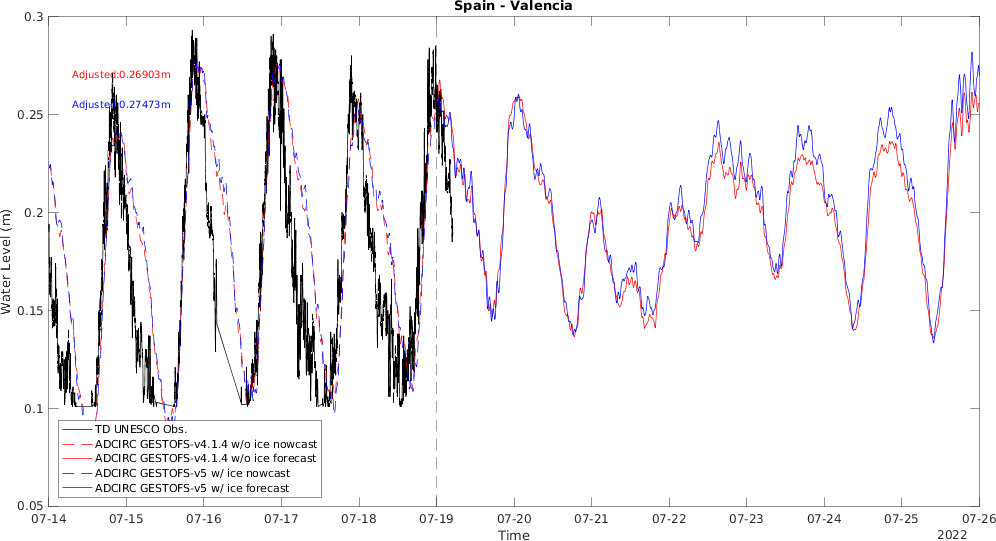 Spain - Valencia
0.3
Adjusted:0.26903m
Adjusted:0.27473m
0.25
0.2
Water Level (m)
0.15
0.1
0.05
TD UNESCO Obs.
ADCIRC GESTOFS-v4.1.4 w/o ice nowcast
ADCIRC GESTOFS-v4.1.4 w/o ice forecast
ADCIRC GESTOFS-v5 w/ ice nowcast
ADCIRC GESTOFS-v5 w/ ice forecast
07-14 07-15 07-16 07-17 07-18 07-19 07-20 07-21 07-22 07-23 07-24 07-25 07-26
Time
2022